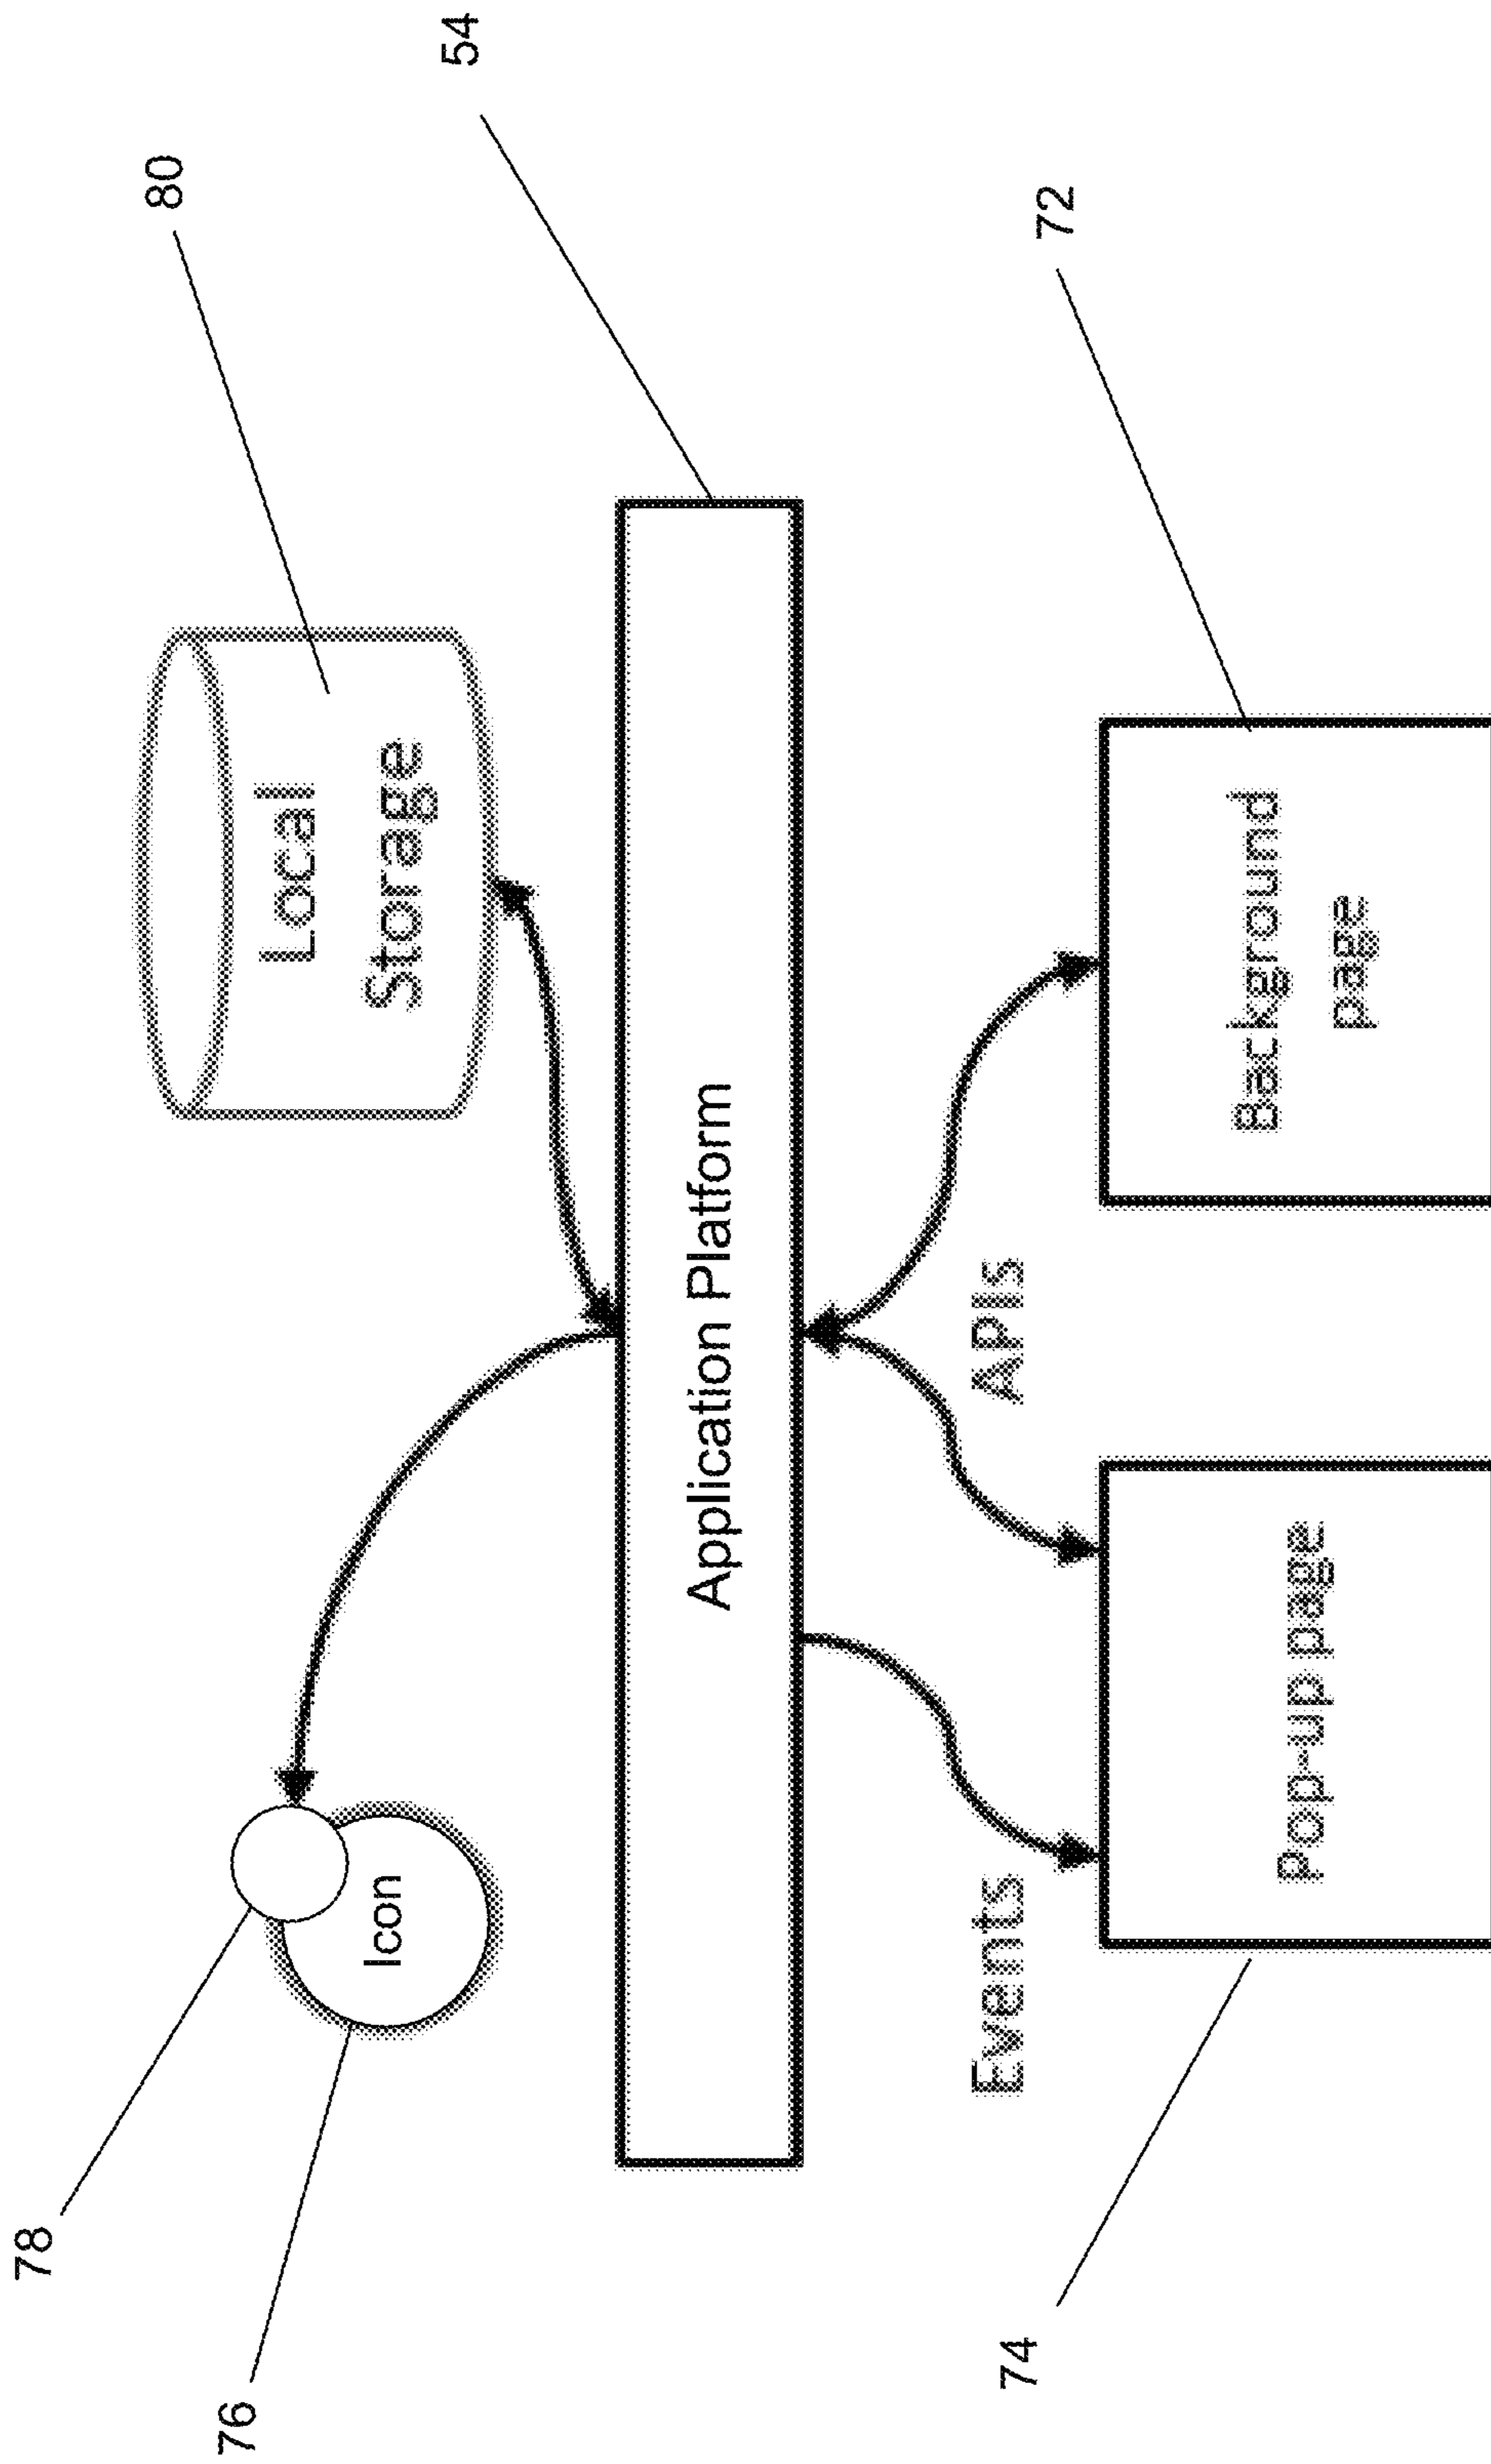 78
80
76
Local
Storage
Icon
54
Application Platform
Events
APIs
74
72
Pop-up page
Background
page